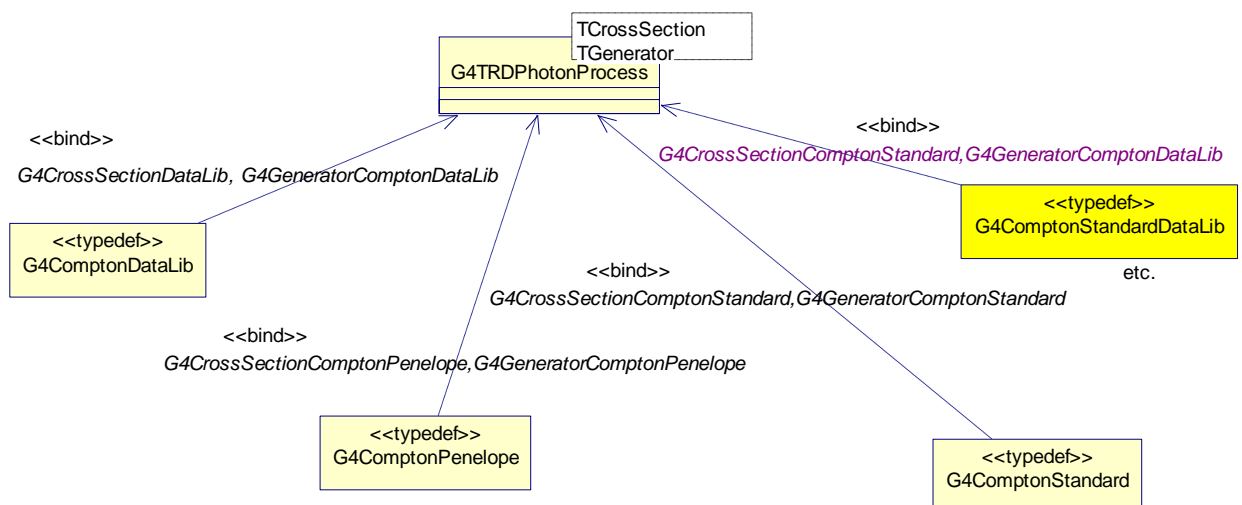 TCrossSection
TGenerator
G4TRDPhotonProcess
<<bind>>
G4CrossSectionDataLib, G4GeneratorComptonDataLib
<<bind>>
G4CrossSectionComptonStandard,G4GeneratorComptonDataLib
<<typedef>>
G4ComptonDataLib
<<typedef>>
G4ComptonStandardDataLib
etc.
<<bind>>
G4CrossSectionComptonStandard,G4GeneratorComptonStandard
<<bind>>
G4CrossSectionComptonPenelope,G4GeneratorComptonPenelope
<<typedef>>
G4ComptonPenelope
<<typedef>>
G4ComptonStandard